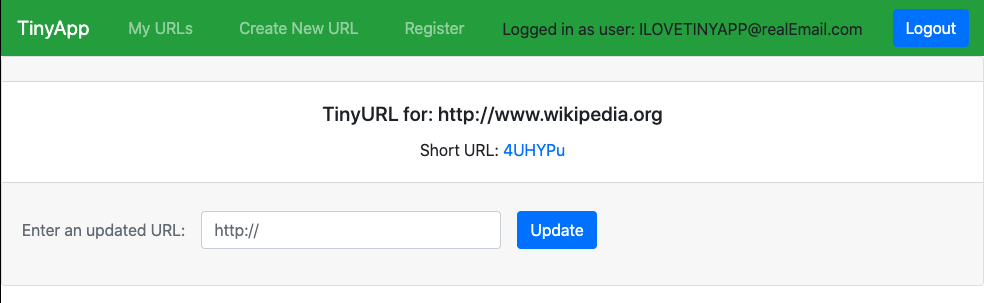 TinyApp My URLs Create New URL Register Logged in as user: ILOVETINYAPP@realEmail.com Logout
TinyURL for: http://www.wikipedia.org
Short URL: 4UHYPu
Enter an updated URL: http:// Update